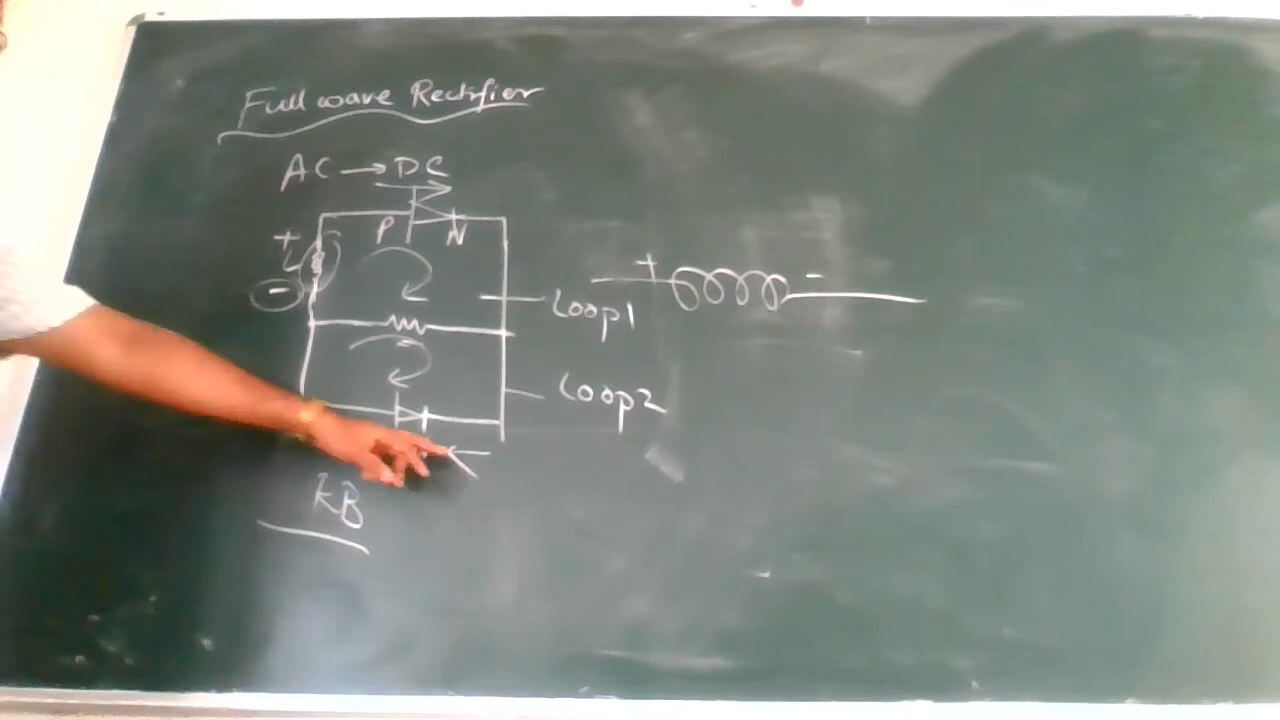 Full wave Rectifier
AC → DC
P N
+
L
-
+ -
Loop1
Loop2
RB